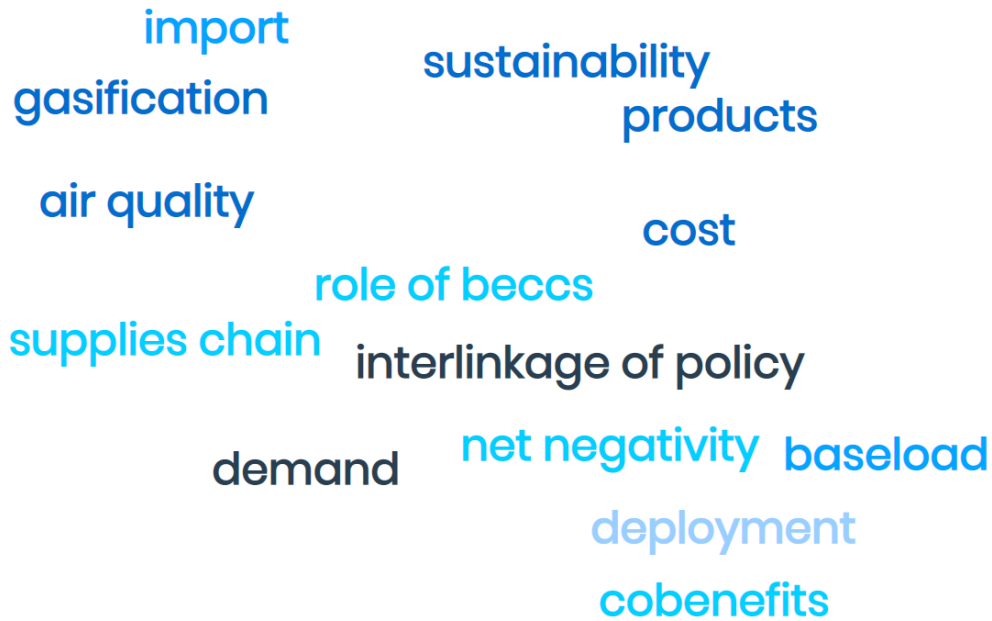 import
sustainability
gasification
products
air quality
cost
role of beccs
supplies chain
interlinkage of policy
net negativity
baseload
demand
deployment
cobenefits